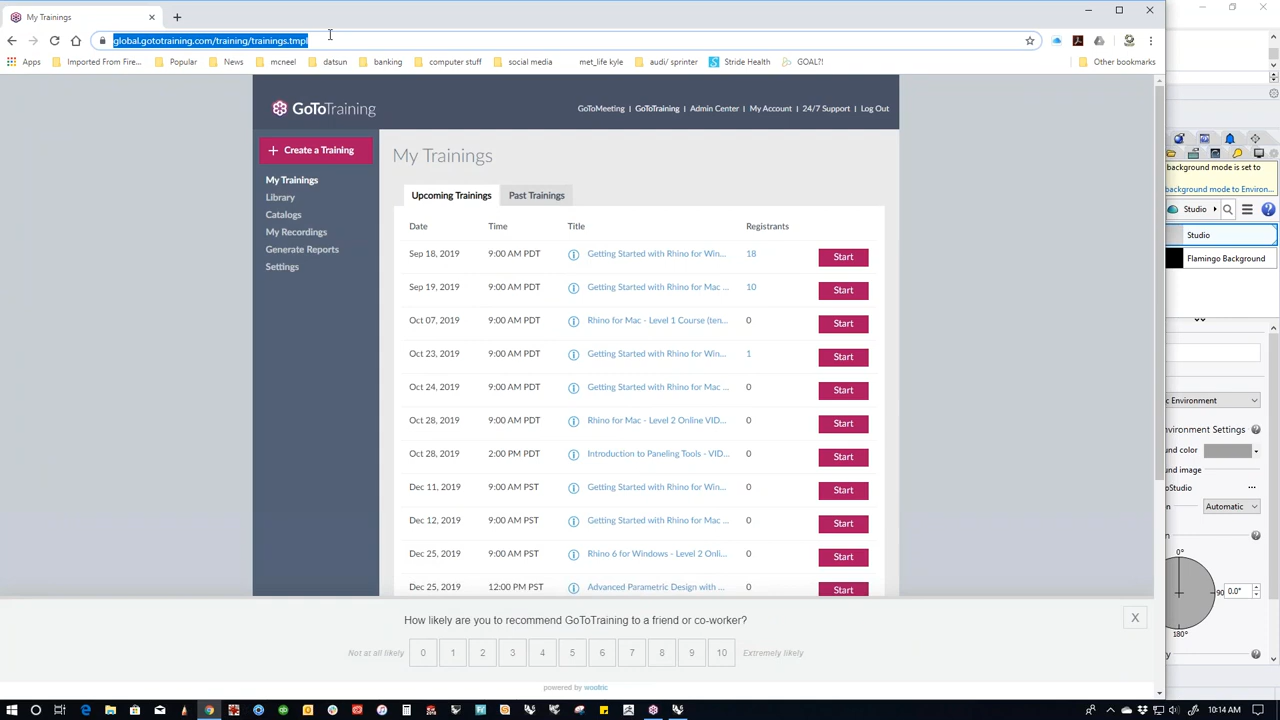 My Trainings
global.gototraining.com/training/trainings.tmpl
Apps Imported From Fire... Popular News mcneel datsun banking computer stuff social media met_life kyle audi/ sprinter Stride Health GOAL?! Other bookmarks
GoToTraining
GoToMeeting | GoToTraining | Admin Center | My Account | 24/7 Support | Log Out
+ Create a Training
My Trainings
Library
Catalogs
My Recordings
Generate Reports
Settings
My Trainings
Upcoming Trainings Past Trainings
Date Time Title Registrants
Sep 18, 2019 9:00 AM PDT Getting Started with Rhino for Win... 18 Start
Sep 19, 2019 9:00 AM PDT Getting Started with Rhino for Mac ... 10 Start
Oct 07, 2019 9:00 AM PDT Rhino for Mac - Level 1 Course (ten... 0 Start
Oct 23, 2019 9:00 AM PDT Getting Started with Rhino for Win... 1 Start
Oct 24, 2019 9:00 AM PDT Getting Started with Rhino for Mac ... 0 Start
Oct 28, 2019 9:00 AM PDT Rhino for Mac - Level 2 Online VID... 0 Start
Oct 28, 2019 2:00 PM PDT Introduction to Paneling Tools - VID... 0 Start
Dec 11, 2019 9:00 AM PST Getting Started with Rhino for Win... 0 Start
Dec 12, 2019 9:00 AM PST Getting Started with Rhino for Mac ... 0 Start
Dec 25, 2019 9:00 AM PST Rhino 6 for Windows - Level 2 Onli... 0 Start
Dec 25, 2019 12:00 PM PST Advanced Parametric Design with ... 0 Start
How likely are you to recommend GoToTraining to a friend or co-worker? X
Not at all likely 0 1 2 3 4 5 6 7 8 9 10 Extremely likely
powered by wootric
background mode is set to
background mode to Environ...
Studio
Studio
Flamingo Background
c Environment
nvironment Settings
und color
und image
oStudio
n Automatic
0°
90 0.0°
180°
10:14 AM